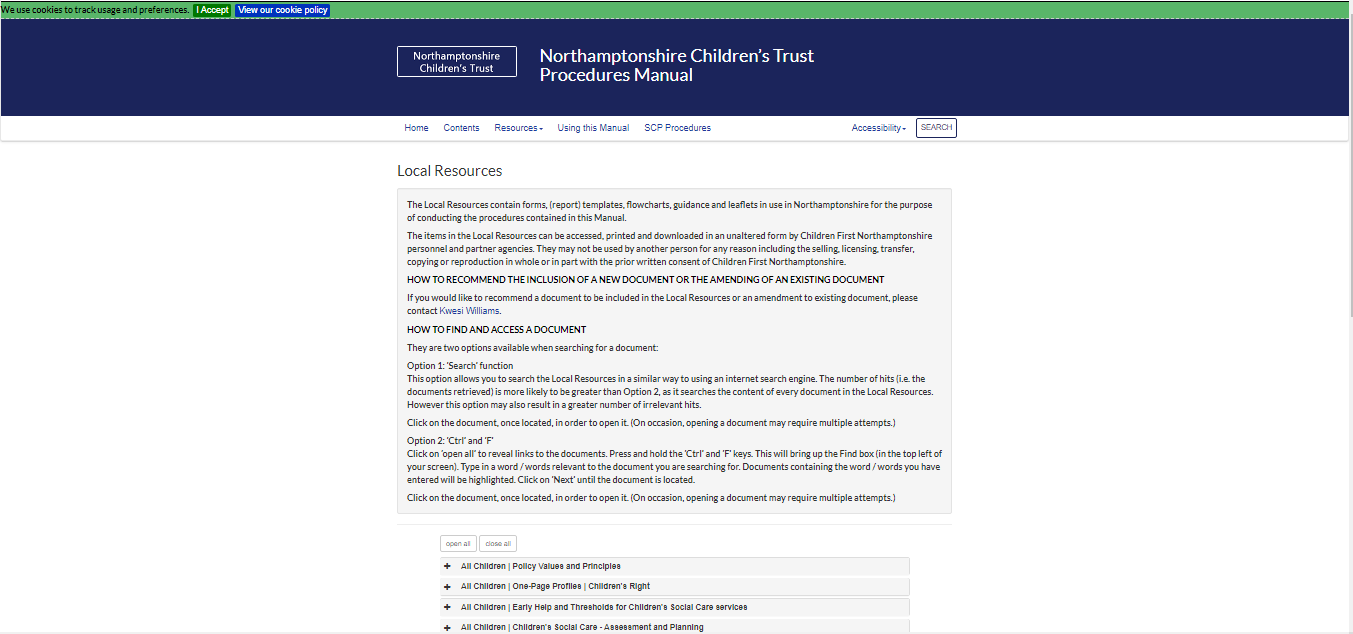 We use cookies to track usage and preferences. I Accept View our cookie policy
Northamptonshire
Children's Trust
Northamptonshire Children's Trust
Procedures Manual
Home Contents Resources Using this Manual SCP Procedures Accessibility SEARCH
Local Resources
The Local Resources contain forms, (report) templates, flowcharts, guidance and leaflets in use in Northamptonshire for the purpose
of conducting the procedures contained in this Manual.
The items in the Local Resources can be accessed, printed and downloaded in an unaltered form by Children First Northamptonshire
personnel and partner agencies. They may not be used by another person for any reason including the selling, licensing, transfer,
copying or reproduction in whole or in part with the prior written consent of Children First Northamptonshire.
HOW TO RECOMMEND THE INCLUSION OF A NEW DOCUMENT OR THE AMENDING OF AN EXISTING DOCUMENT
If you would like to recommend a document to be included in the Local Resources or an amendment to existing document, please
contact Kwesi Williams.
HOW TO FIND AND ACCESS A DOCUMENT
They are two options available when searching for a document:
Option 1: 'Search' function
This option allows you to search the Local Resources in a similar way to using an internet search engine. The number of hits (i.e. the
documents retrieved) is more likely to be greater than Option 2, as it searches the content of every document in the Local Resources.
However this option may also result in a greater number of irrelevant hits.
Click on the document, once located, in order to open it. (On occasion, opening a document may require multiple attempts.)
Option 2: 'Ctrl' and 'F'
Click on 'open all' to reveal links to the documents. Press and hold the 'Ctrl' and 'F' keys. This will bring up the Find box (in the top left of
your screen). Type in a word / words relevant to the document you are searching for. Documents containing the word / words you have
entered will be highlighted. Click on 'Next' until the document is located.
Click on the document, once located, in order to open it. (On occasion, opening a document may require multiple attempts.)
open all close all
+ All Children | Policy Values and Principles
+ All Children | One-Page Profiles | Children's Right
+ All Children | Early Help and Thresholds for Children's Social Care services
+ All Children | Children's Social Care - Assessment and Planning